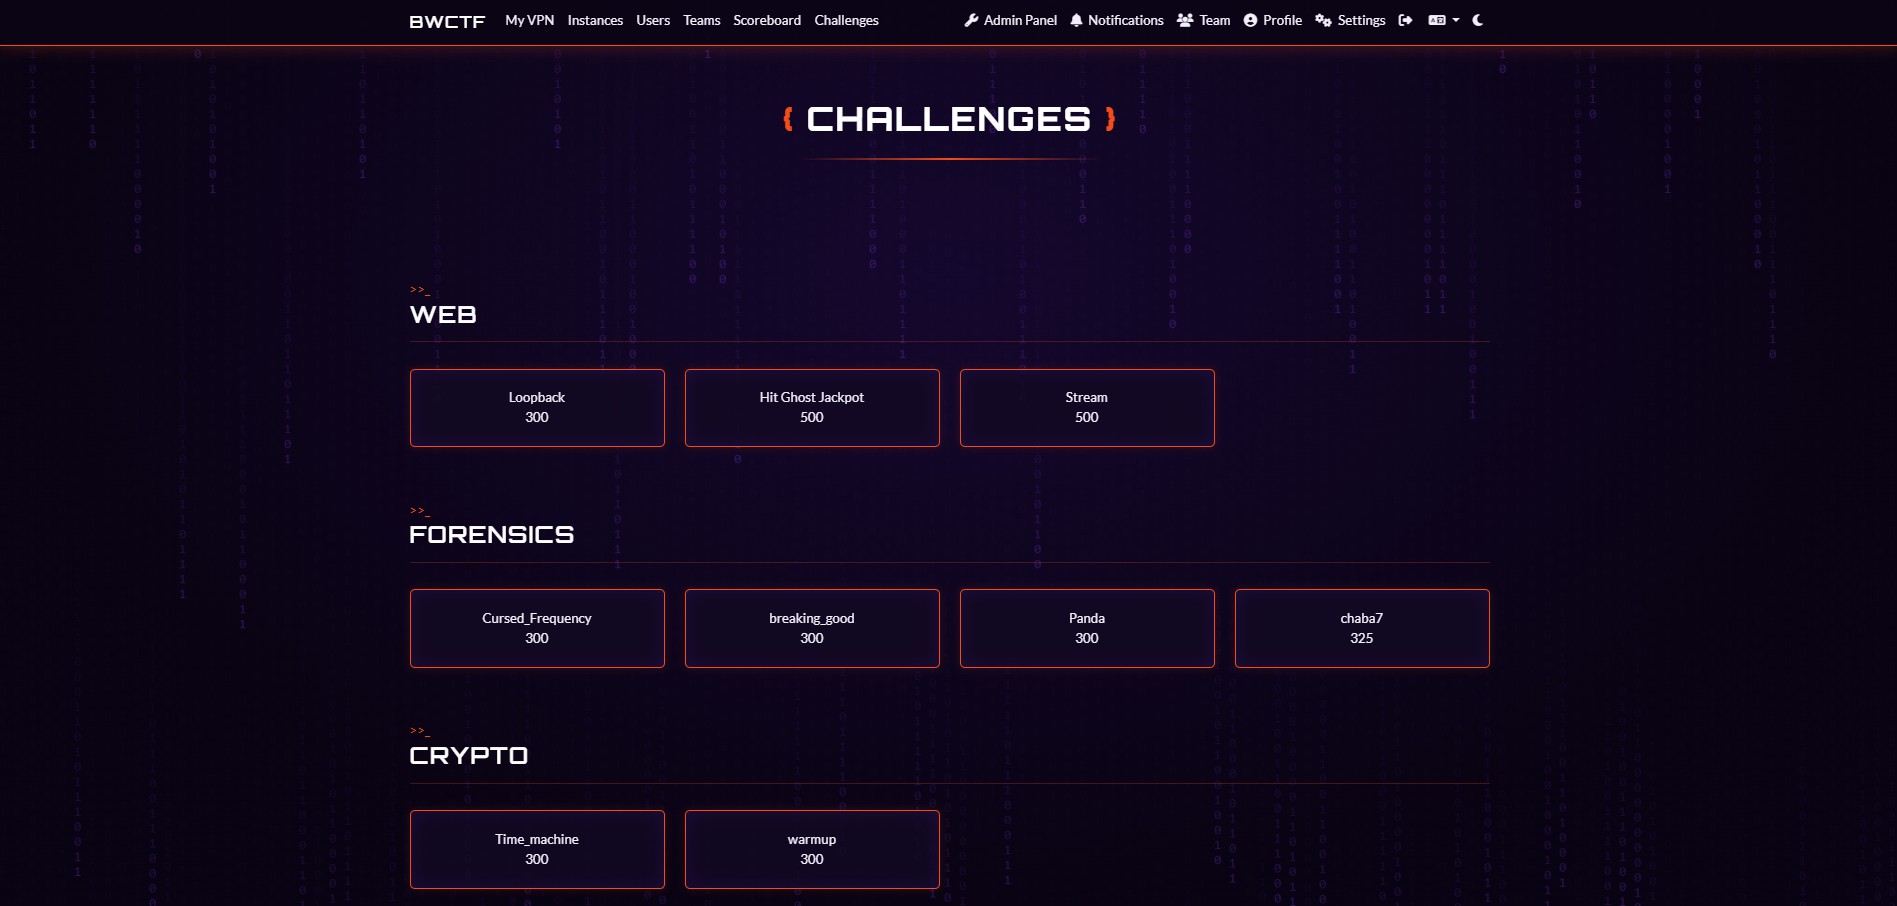 BWCTF My VPN Instances Users Teams Scoreboard Challenges Admin Panel Notifications Team Profile Settings
{ CHALLENGES }
>>_
WEB
Loopback
300
Hit Ghost Jackpot
500
Stream
500
>>_
FORENSICS
Cursed_Frequency
300
breaking_good
300
Panda
300
chaba7
325
>>_
CRYPTO
Time_machine
300
warmup
300